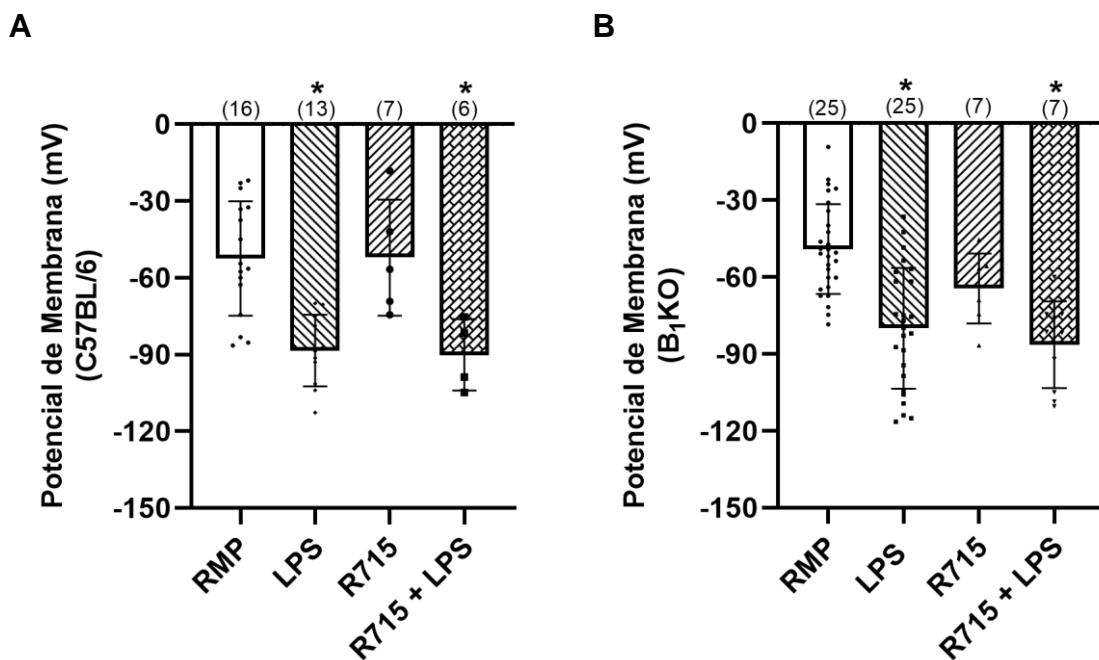 A
Potencial de Membrana (mV)
(C57BL/6)
0
-30
-60
-90
-120
-150
(16)
*
(13)
(7)
*
(6)
RMP
LPS
R715
R715 + LPS
B
Potencial de Membrana (mV)
(B₁KO)
0
-30
-60
-90
-120
-150
(25)
*
(25)
(7)
*
(7)
RMP
LPS
R715
R715 + LPS